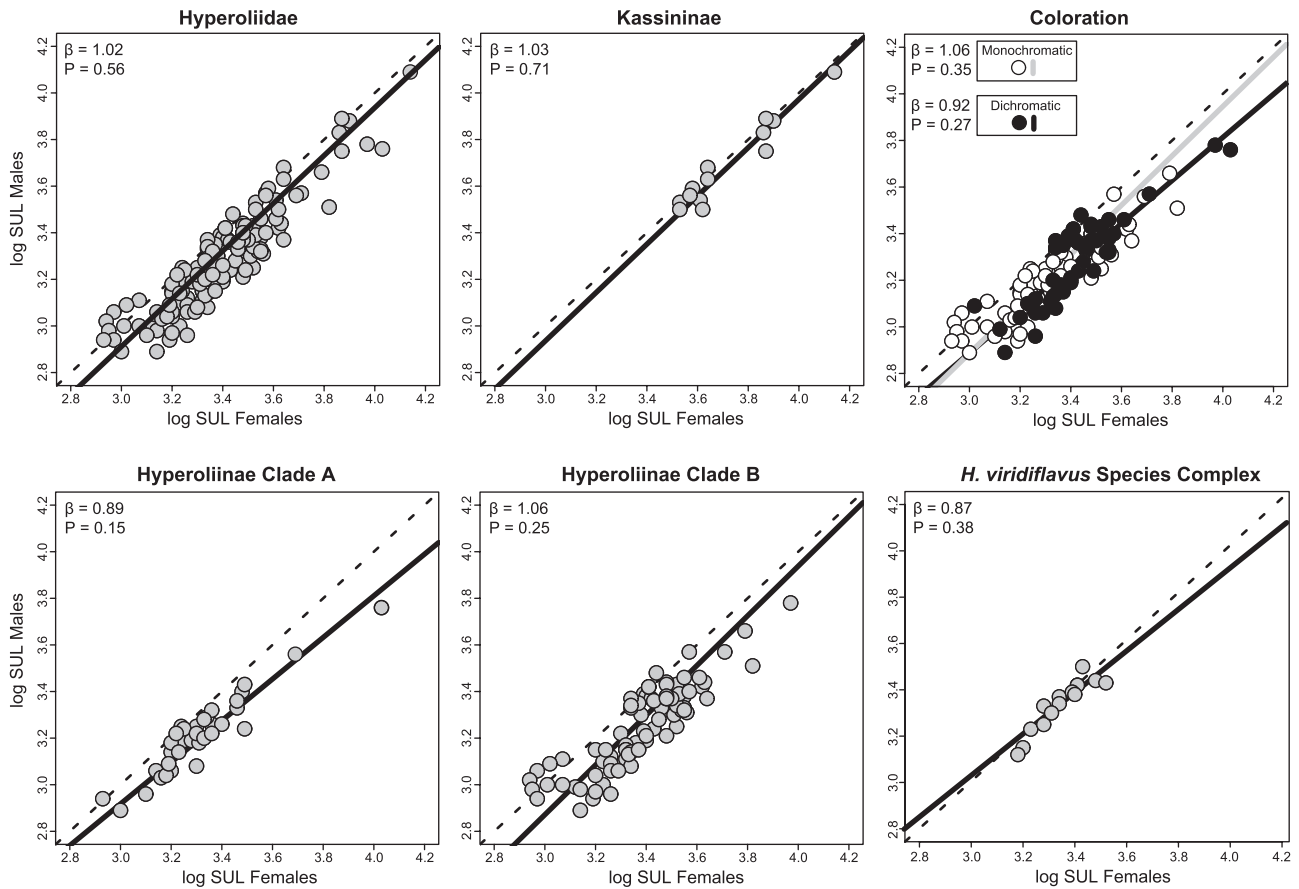 Hyperoliidae
β = 1.02
P = 0.56
4.2
4.0
3.8
3.6
3.4
3.2
3.0
2.8
log SUL Males
2.8 3.0 3.2 3.4 3.6 3.8 4.0 4.2
log SUL Females
Kassininae
β = 1.03
P = 0.71
4.2
4.0
3.8
3.6
3.4
3.2
3.0
2.8
2.8 3.0 3.2 3.4 3.6 3.8 4.0 4.2
log SUL Females
Coloration
β = 1.06
P = 0.35
Monochromatic
β = 0.92
P = 0.27
Dichromatic
4.2
4.0
3.8
3.6
3.4
3.2
3.0
2.8
2.8 3.0 3.2 3.4 3.6 3.8 4.0 4.2
log SUL Females
Hyperoliinae Clade A
β = 0.89
P = 0.15
4.2
4.0
3.8
3.6
3.4
3.2
3.0
2.8
log SUL Males
2.8 3.0 3.2 3.4 3.6 3.8 4.0 4.2
log SUL Females
Hyperoliinae Clade B
β = 1.06
P = 0.25
4.2
4.0
3.8
3.6
3.4
3.2
3.0
2.8
2.8 3.0 3.2 3.4 3.6 3.8 4.0 4.2
log SUL Females
H. viridiflavus Species Complex
β = 0.87
P = 0.38
4.2
4.0
3.8
3.6
3.4
3.2
3.0
2.8
2.8 3.0 3.2 3.4 3.6 3.8 4.0 4.2
log SUL Females